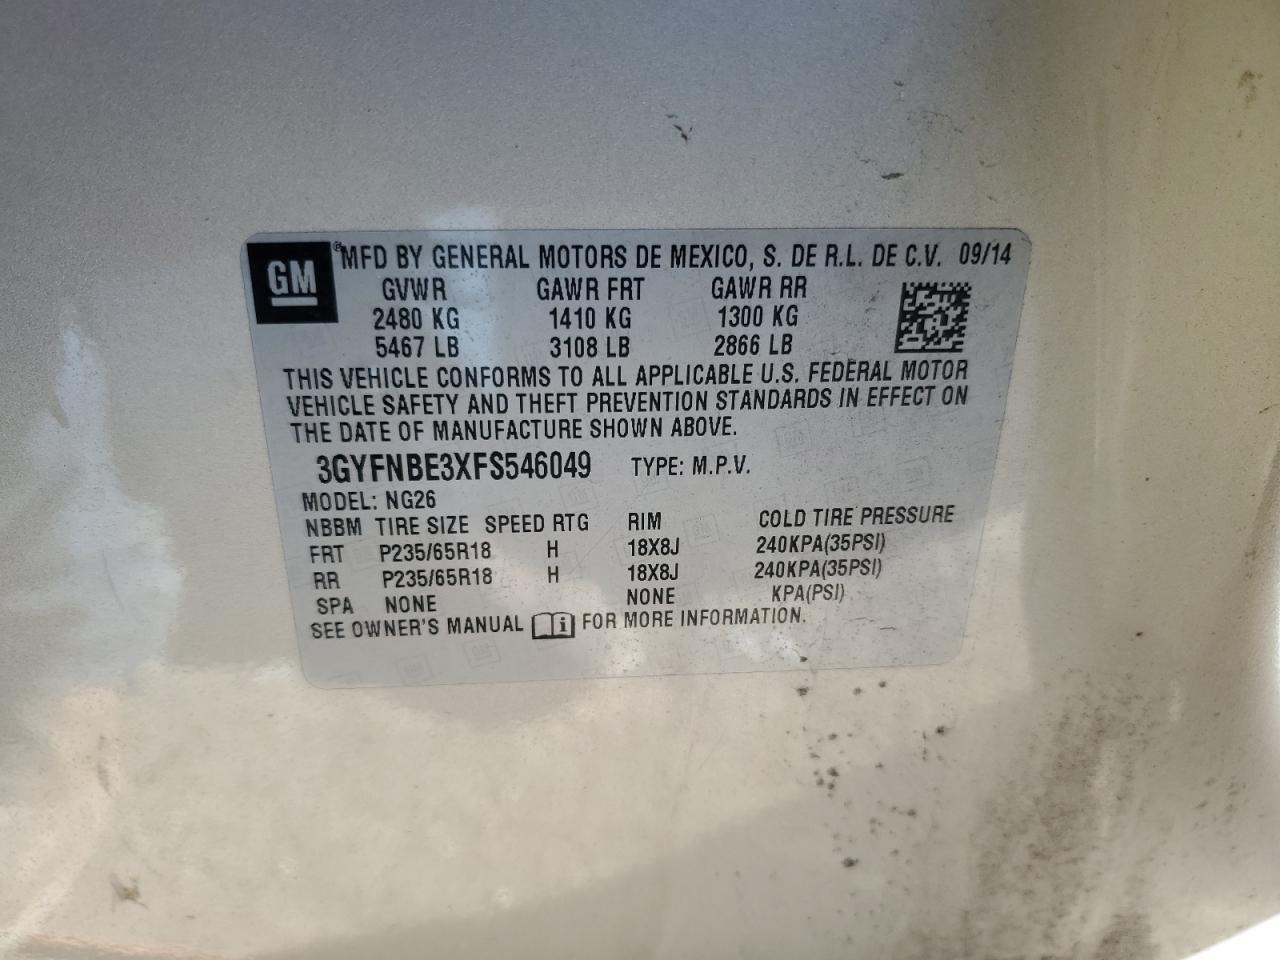 GM
® MFD BY GENERAL MOTORS DE MEXICO, S. DE R.L. DE C.V. 09/14
GVWR GAWR FRT GAWR RR
2480 KG 1410 KG 1300 KG
5467 LB 3108 LB 2866 LB
THIS VEHICLE CONFORMS TO ALL APPLICABLE U.S. FEDERAL MOTOR
VEHICLE SAFETY AND THEFT PREVENTION STANDARDS IN EFFECT ON
THE DATE OF MANUFACTURE SHOWN ABOVE.
3GYFNBE3XFS546049 TYPE: M.P.V.
MODEL: NG26
NBBM TIRE SIZE SPEED RTG RIM COLD TIRE PRESSURE
FRT P235/65R18 H 18X8J 240KPA(35PSI)
RR P235/65R18 H 18X8J 240KPA(35PSI)
SPA NONE NONE KPA(PSI)
SEE OWNER'S MANUAL i FOR MORE INFORMATION.